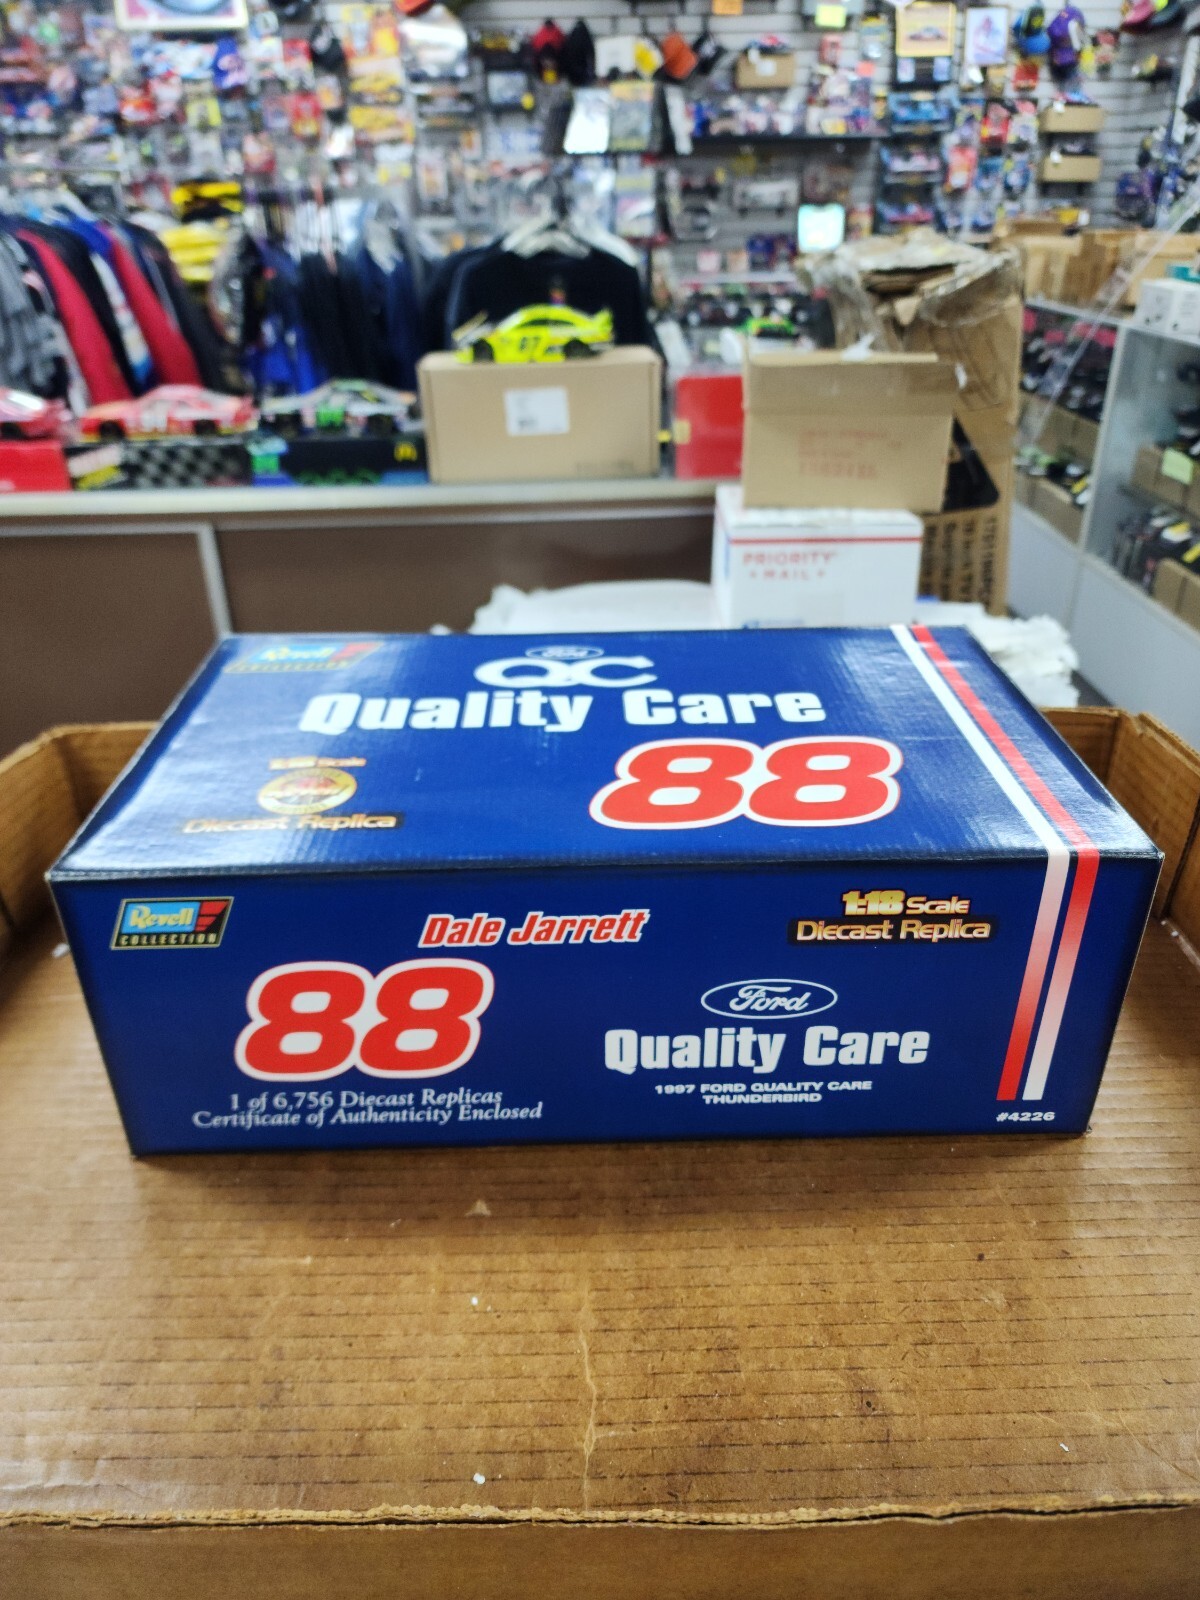 PRIORITY
MAIL
Revell
COLLECTION
Ford
QC
Quality Care
88
1:18 Scale
Diecast Replica
Revell
COLLECTION
Dale Jarrett
1:18 Scale
Diecast Replica
88
Ford
Quality Care
1 of 6,756 Diecast Replicas
Certificate of Authenticity Enclosed
1997 FORD QUALITY CARE
THUNDERBIRD
#4226